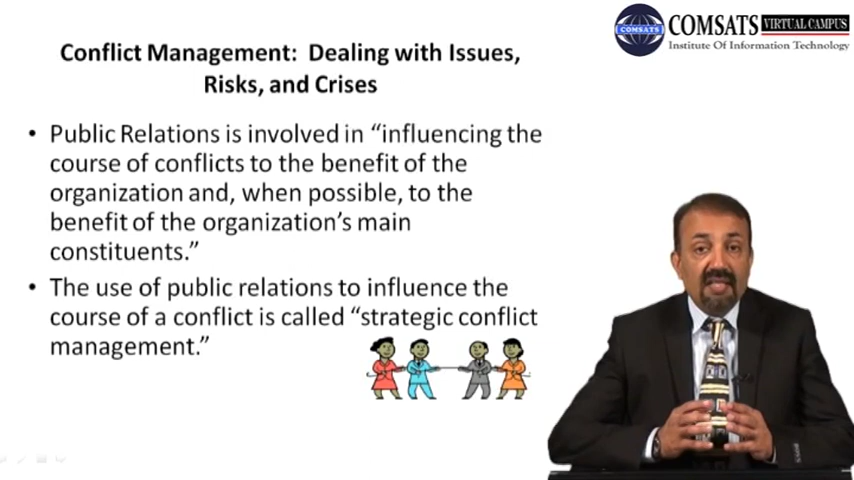 COMSATS VIRTUAL CAMPUS
COMSATS
Institute Of Information Technology
Conflict Management: Dealing with Issues,
Risks, and Crises
• Public Relations is involved in “influencing the
course of conflicts to the benefit of the
organization and, when possible, to the
benefit of the organization’s main
constituents.”
• The use of public relations to influence the
course of a conflict is called “strategic conflict
management.”